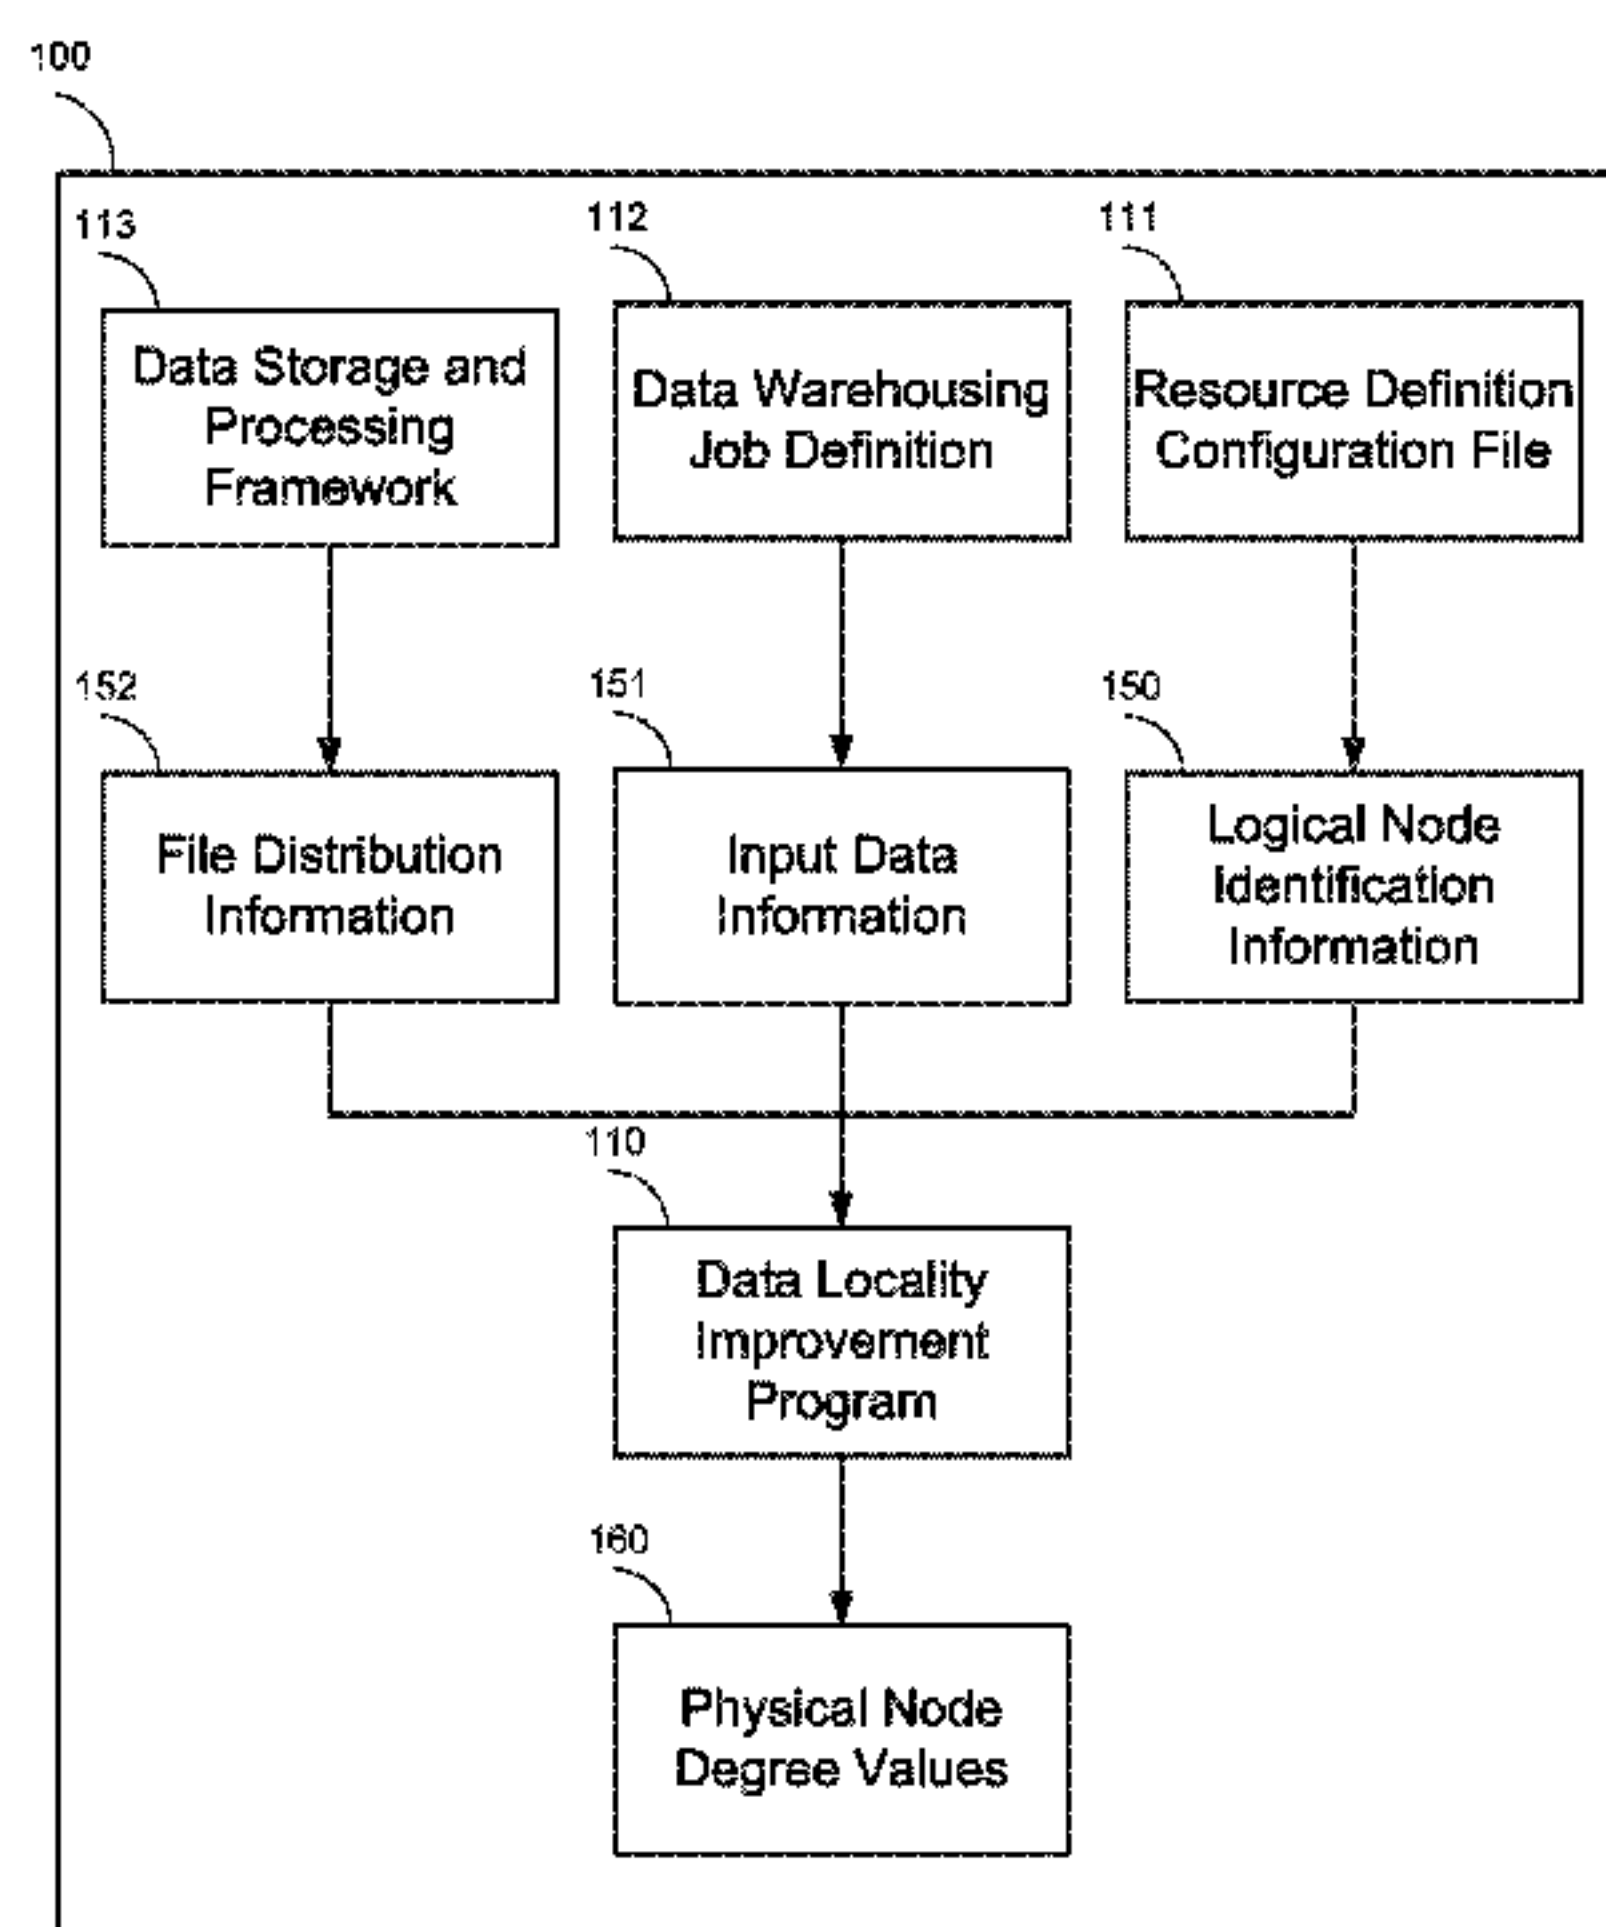 100
113
112
111
Data Storage and
Processing
Framework
Data Warehousing
Job Definition
Resource Definition
Configuration File
152
151
150
File Distribution
Information
Input Data
Information
Logical Node
Identification
Information
110
Data Locality
Improvement
Program
160
Physical Node
Degree Values